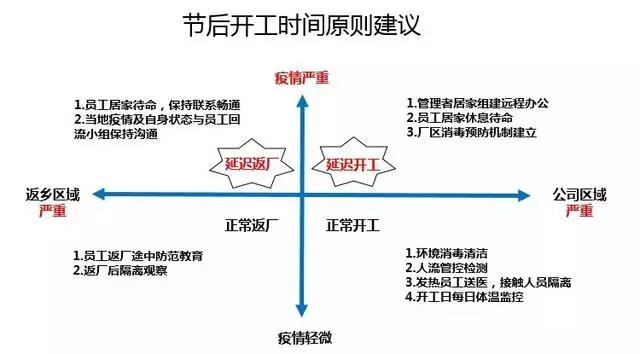 节后开工时间原则建议
疫情严重
1.员工居家待命，保持联系畅通
2.当地疫情及自身状态与员工回
流小组保持沟通
1.管理者居家组建远程办公
2.员工居家休息待命
3.厂区消毒预防机制建立
延迟返厂
延迟开工
返乡区域
严重
公司区域
严重
正常返厂
正常开工
1.员工返厂途中防范教育
2.返厂后隔离观察
1.环境消毒清洁
2.人流管控检测
3.发热员工送医，接触人员隔离
4.开工日每日体温监控
疫情轻微